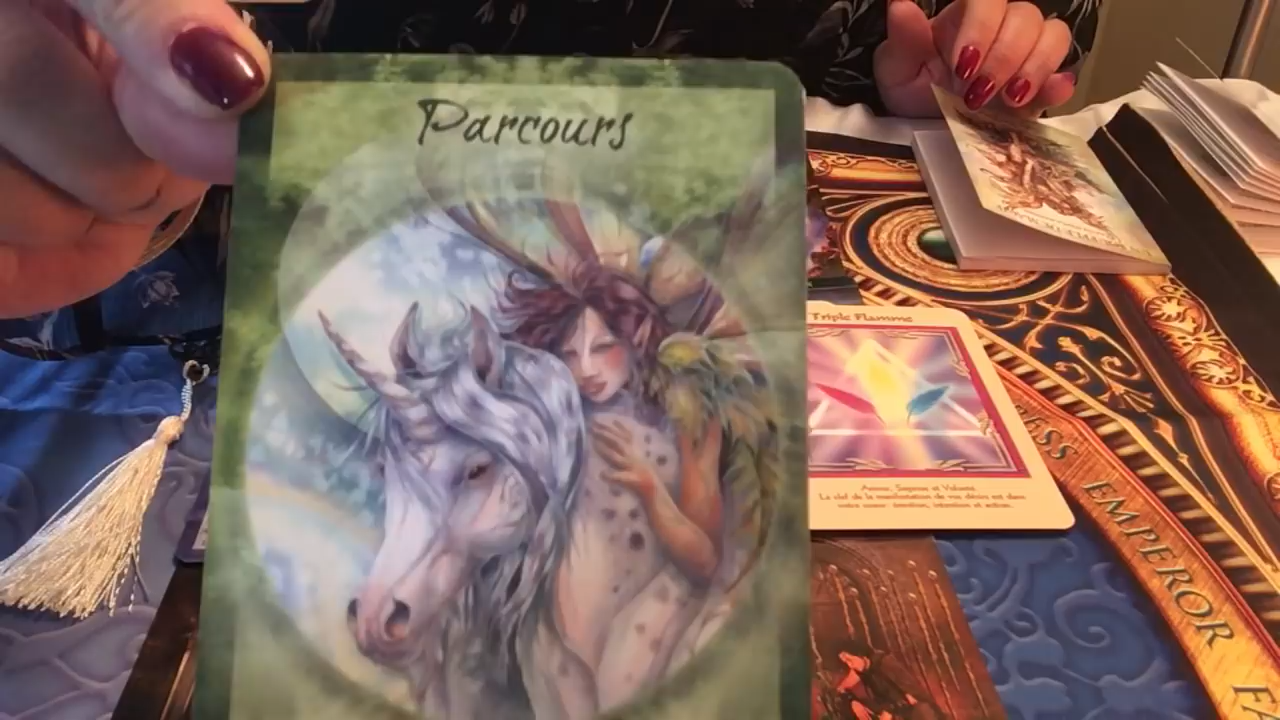 Parcours
Triple Flamme
Amour, Sagesse et Volonté.
La clef de la manifestation de vos désirs est dans
votre coeur: émotion, intention et action.
ESS
EMPEROR